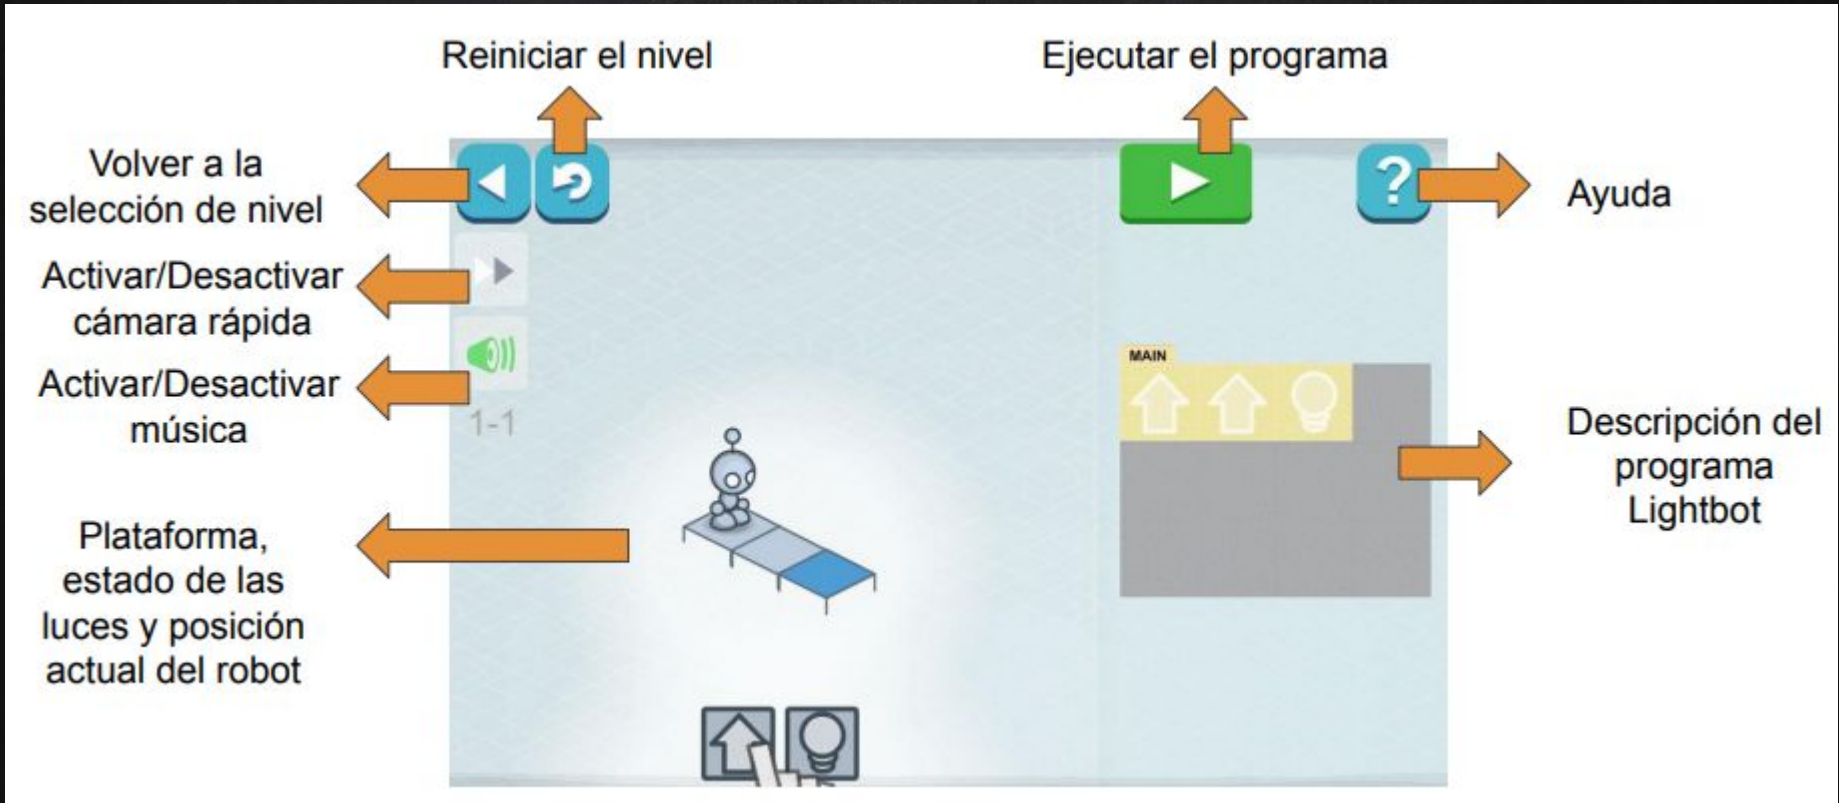 Reiniciar el nivel
Ejecutar el programa
Volver a la
selección de nivel
?
Ayuda
Activar/Desactivar
cámara rápida
Activar/Desactivar
música
1-1
MAIN
Descripción del
programa
Lightbot
Plataforma,
estado de las
luces y posición
actual del robot